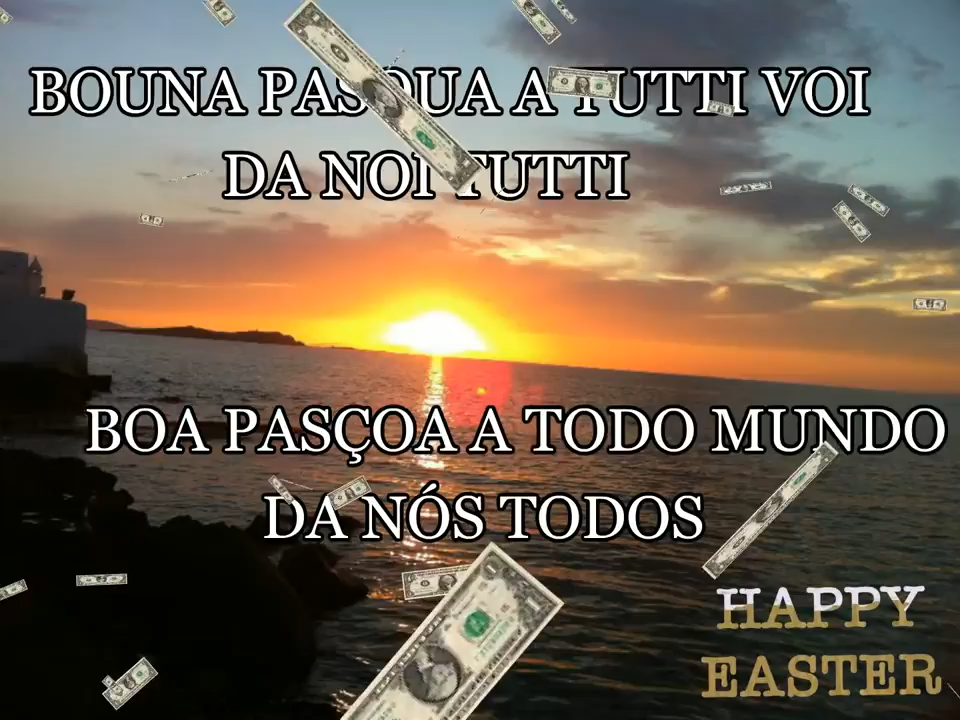 BOUNA PASQUA A TUTTI VOI
DA NOI TUTTI
BOA PASÇOA A TODO MUNDO
DA NÓS TODOS
HAPPY
EASTER